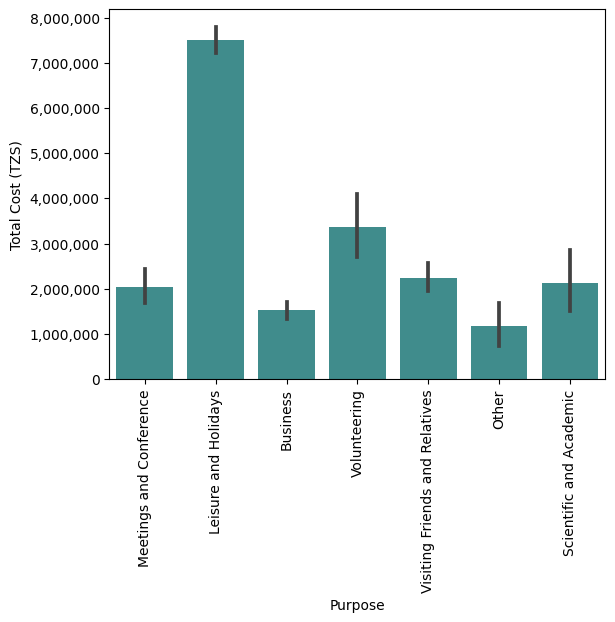 8,000,000
7,000,000
6,000,000
5,000,000
4,000,000
3,000,000
2,000,000
1,000,000
0
Total Cost (TZS)
Meetings and Conference
Leisure and Holidays
Business
Volunteering
Visiting Friends and Relatives
Other
Scientific and Academic
Purpose